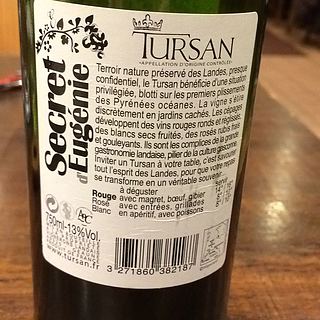 Secret
d'Eugénie
TURSAN
APPELLATION D'ORIGINE CONTRÔLÉE
Terroir nature préservé des Landes, presque
confidentiel, le Tursan bénéficie d'une situation
privilégiée, blotti sur les premiers plissements
des Pyrénées océanes. La vigne s'étire
discrètement en jardins cachés. Les cépages
développent des vins rouges ronds et réglissés,
des blancs secs fruités, des rosés rubis frais
et gouleyants. Ils sont les complices de la grande
gastronomie landaise, pilier de la culture gasconne.
Inviter un Tursan à votre table, c'est savourer
tout l'esprit des Landes, pour que votre repas
se transforme en un véritable souvenir.
à déguster
Rouge avec magret, bœuf, gibier
Rosé avec entrées, grillades
Blanc en apéritif, avec poissons
750ml-13%Vol.
www.tursan.fr
3 271860 382187